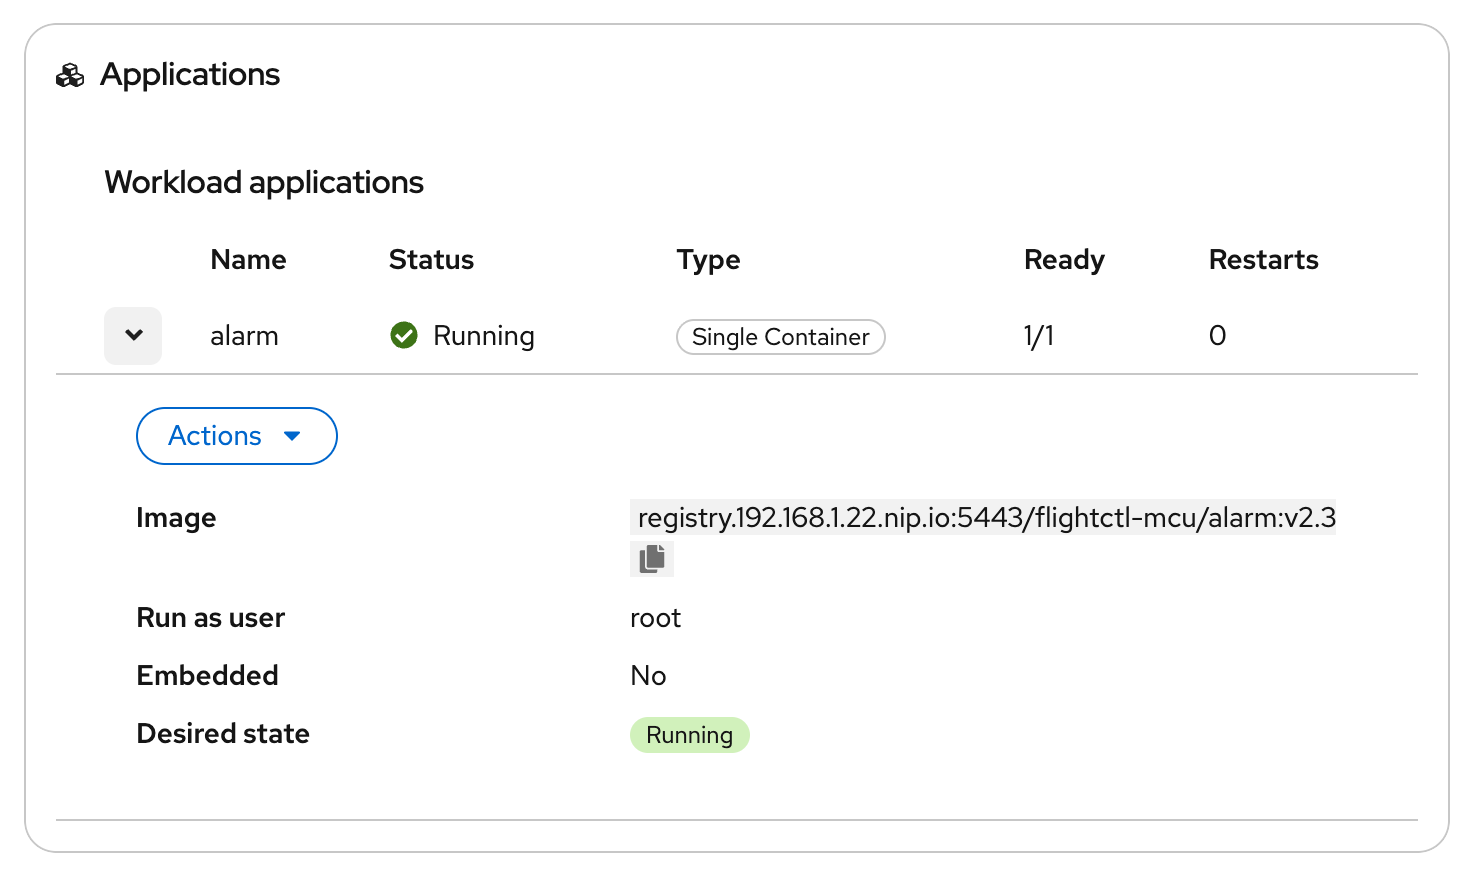 Applications
Workload applications
Name Status Type Ready Restarts
alarm Running Single Container 1/1 0
Actions
Image registry.192.168.1.22.nip.io:5443/flightctl-mcu/alarm:v2.3
Run as user root
Embedded No
Desired state Running